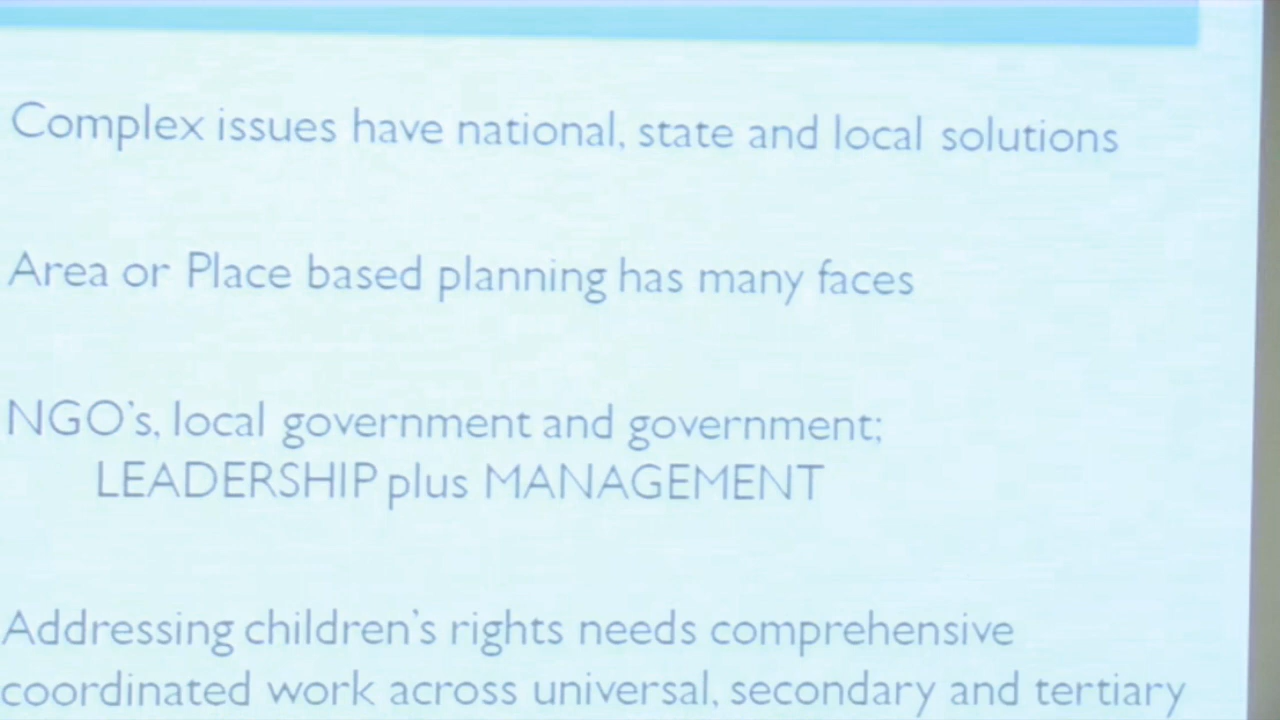 Complex issues have national, state and local solutions
Area or Place based planning has many faces
NGO's, local government and government;
LEADERSHIP plus MANAGEMENT
Addressing children's rights needs comprehensive
coordinated work across universal, secondary and tertiary